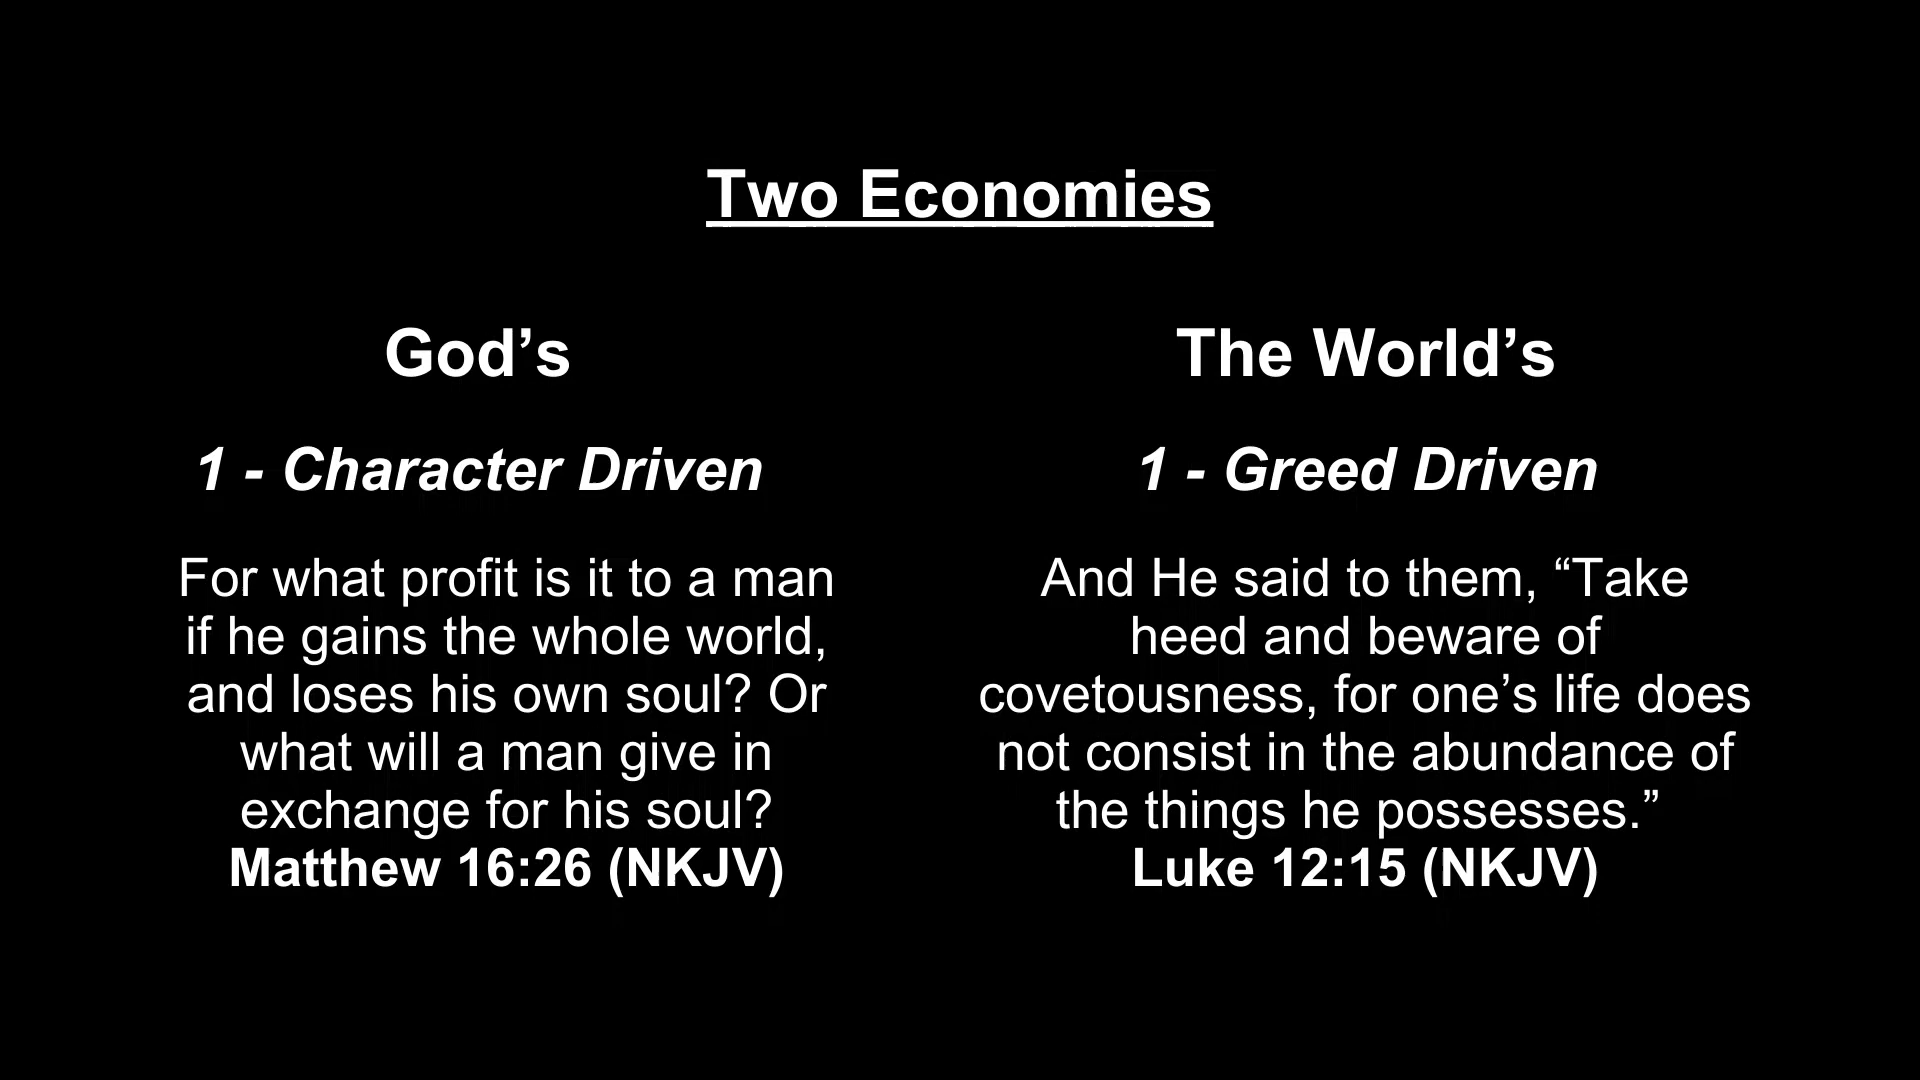 Two Economies
God’s
1 - Character Driven
For what profit is it to a man
if he gains the whole world,
and loses his own soul? Or
what will a man give in
exchange for his soul?
Matthew 16:26 (NKJV)
The World’s
1 - Greed Driven
And He said to them, “Take
heed and beware of
covetousness, for one’s life does
not consist in the abundance of
the things he possesses.”
Luke 12:15 (NKJV)